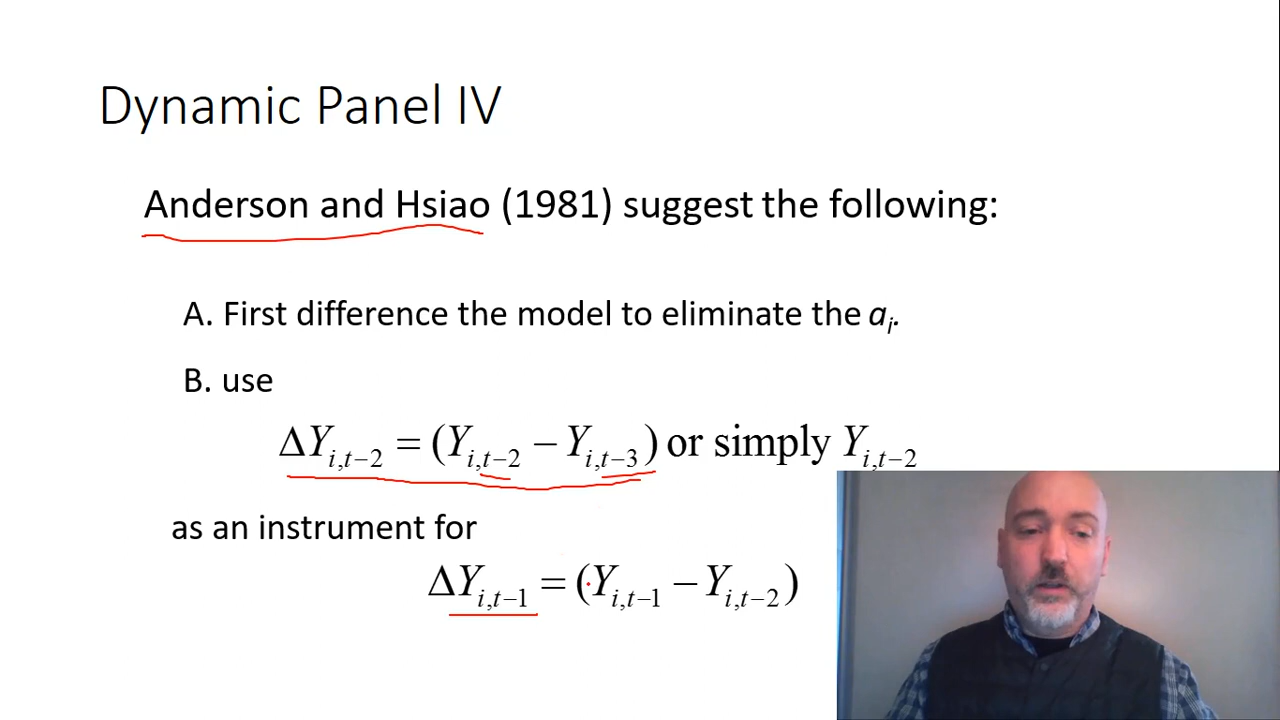 Dynamic Panel IV
Anderson and Hsiao (1981) suggest the following:
A. First difference the model to eliminate the aᵢ.
B. use
ΔY_{i,t−2} = (Y_{i,t−2} − Y_{i,t−3}) or simply Y_{i,t−2}
as an instrument for
ΔY_{i,t−1} = (Y_{i,t−1} − Y_{i,t−2})